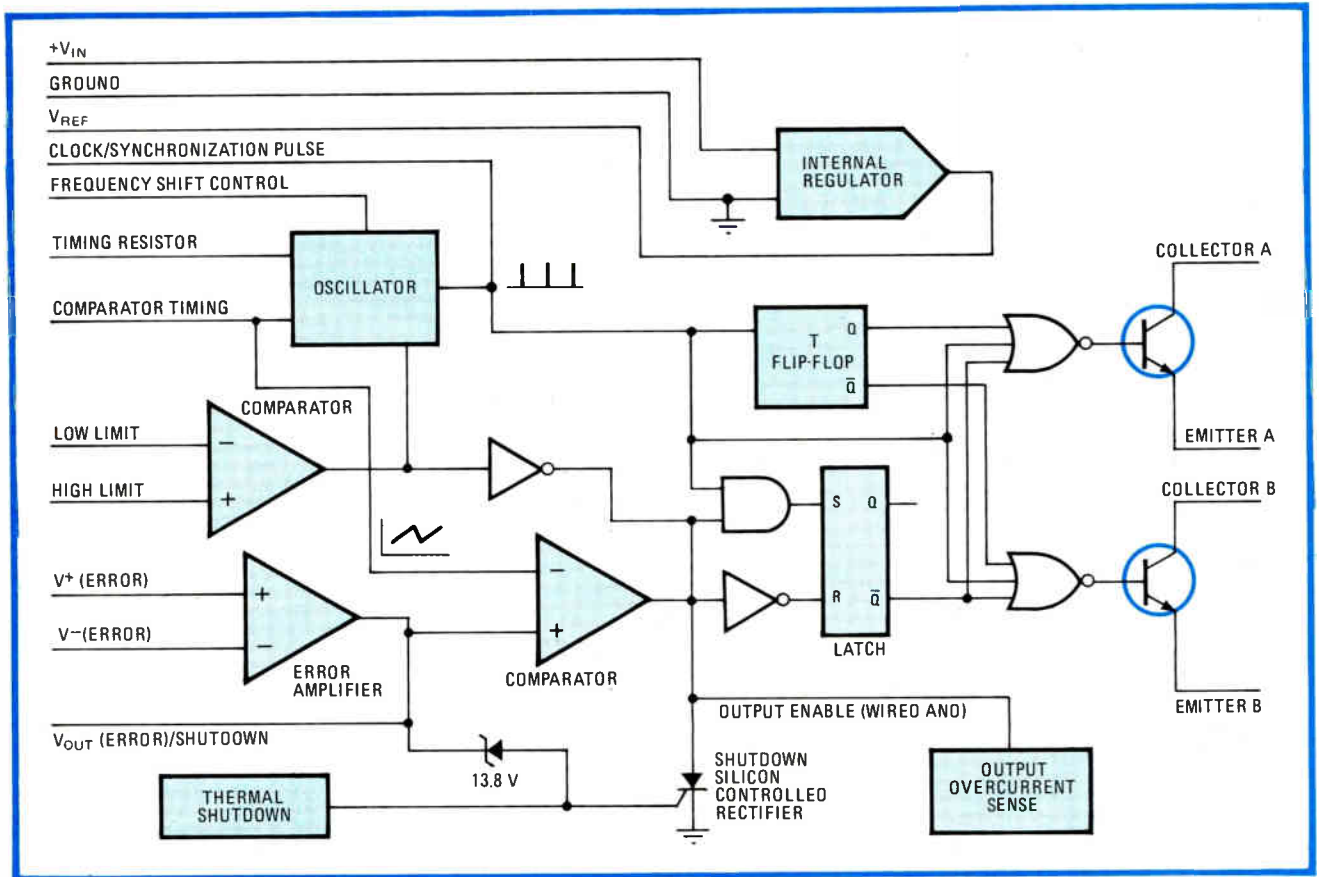 +VIN
GROUND
VREF
CLOCK/SYNCHRONIZATION PULSE
FREQUENCY SHIFT CONTROL
TIMING RESISTOR
COMPARATOR TIMING
OSCILLATOR
INTERNAL
REGULATOR
COLLECTOR A
T
FLIP-FLOP
Q
Q̅
EMITTER A
COMPARATOR
LOW LIMIT
−
HIGH LIMIT
+
COLLECTOR B
S Q
R Q̅
LATCH
V+ (ERROR)
+
V−(ERROR)
−
ERROR
AMPLIFIER
−
+
COMPARATOR
EMITTER B
OUTPUT ENABLE (WIRED AND)
VOUT (ERROR)/SHUTDOWN
13.8 V
THERMAL
SHUTDOWN
SHUTDOWN
SILICON
CONTROLLED
RECTIFIER
OUTPUT
OVERCURRENT
SENSE